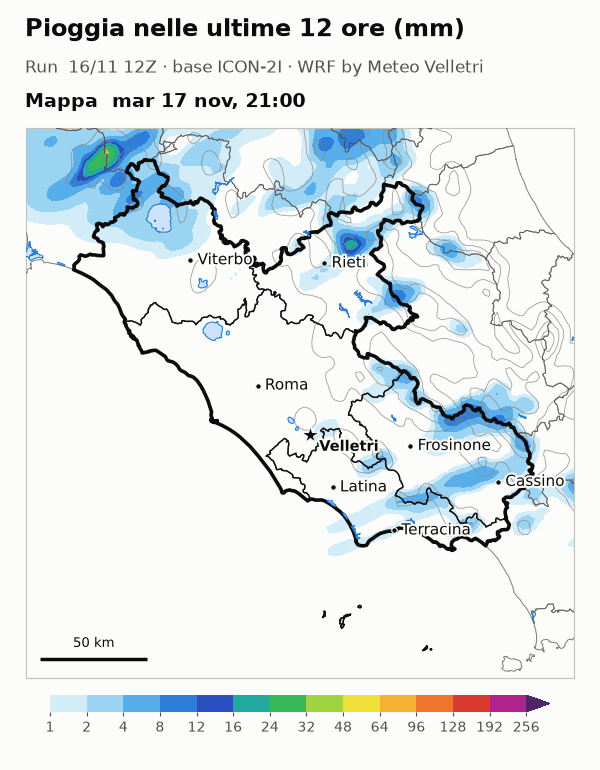 Pioggia nelle ultime 12 ore (mm)
Run 16/11 12Z · base ICON-2I · WRF by Meteo Velletri
Mappa mar 17 nov, 21:00
Viterbo
Rieti
Roma
Velletri
Frosinone
Cassino
Latina
Terracina
50 km
1 2 4 8 12 16 24 32 48 64 96 128 192 256